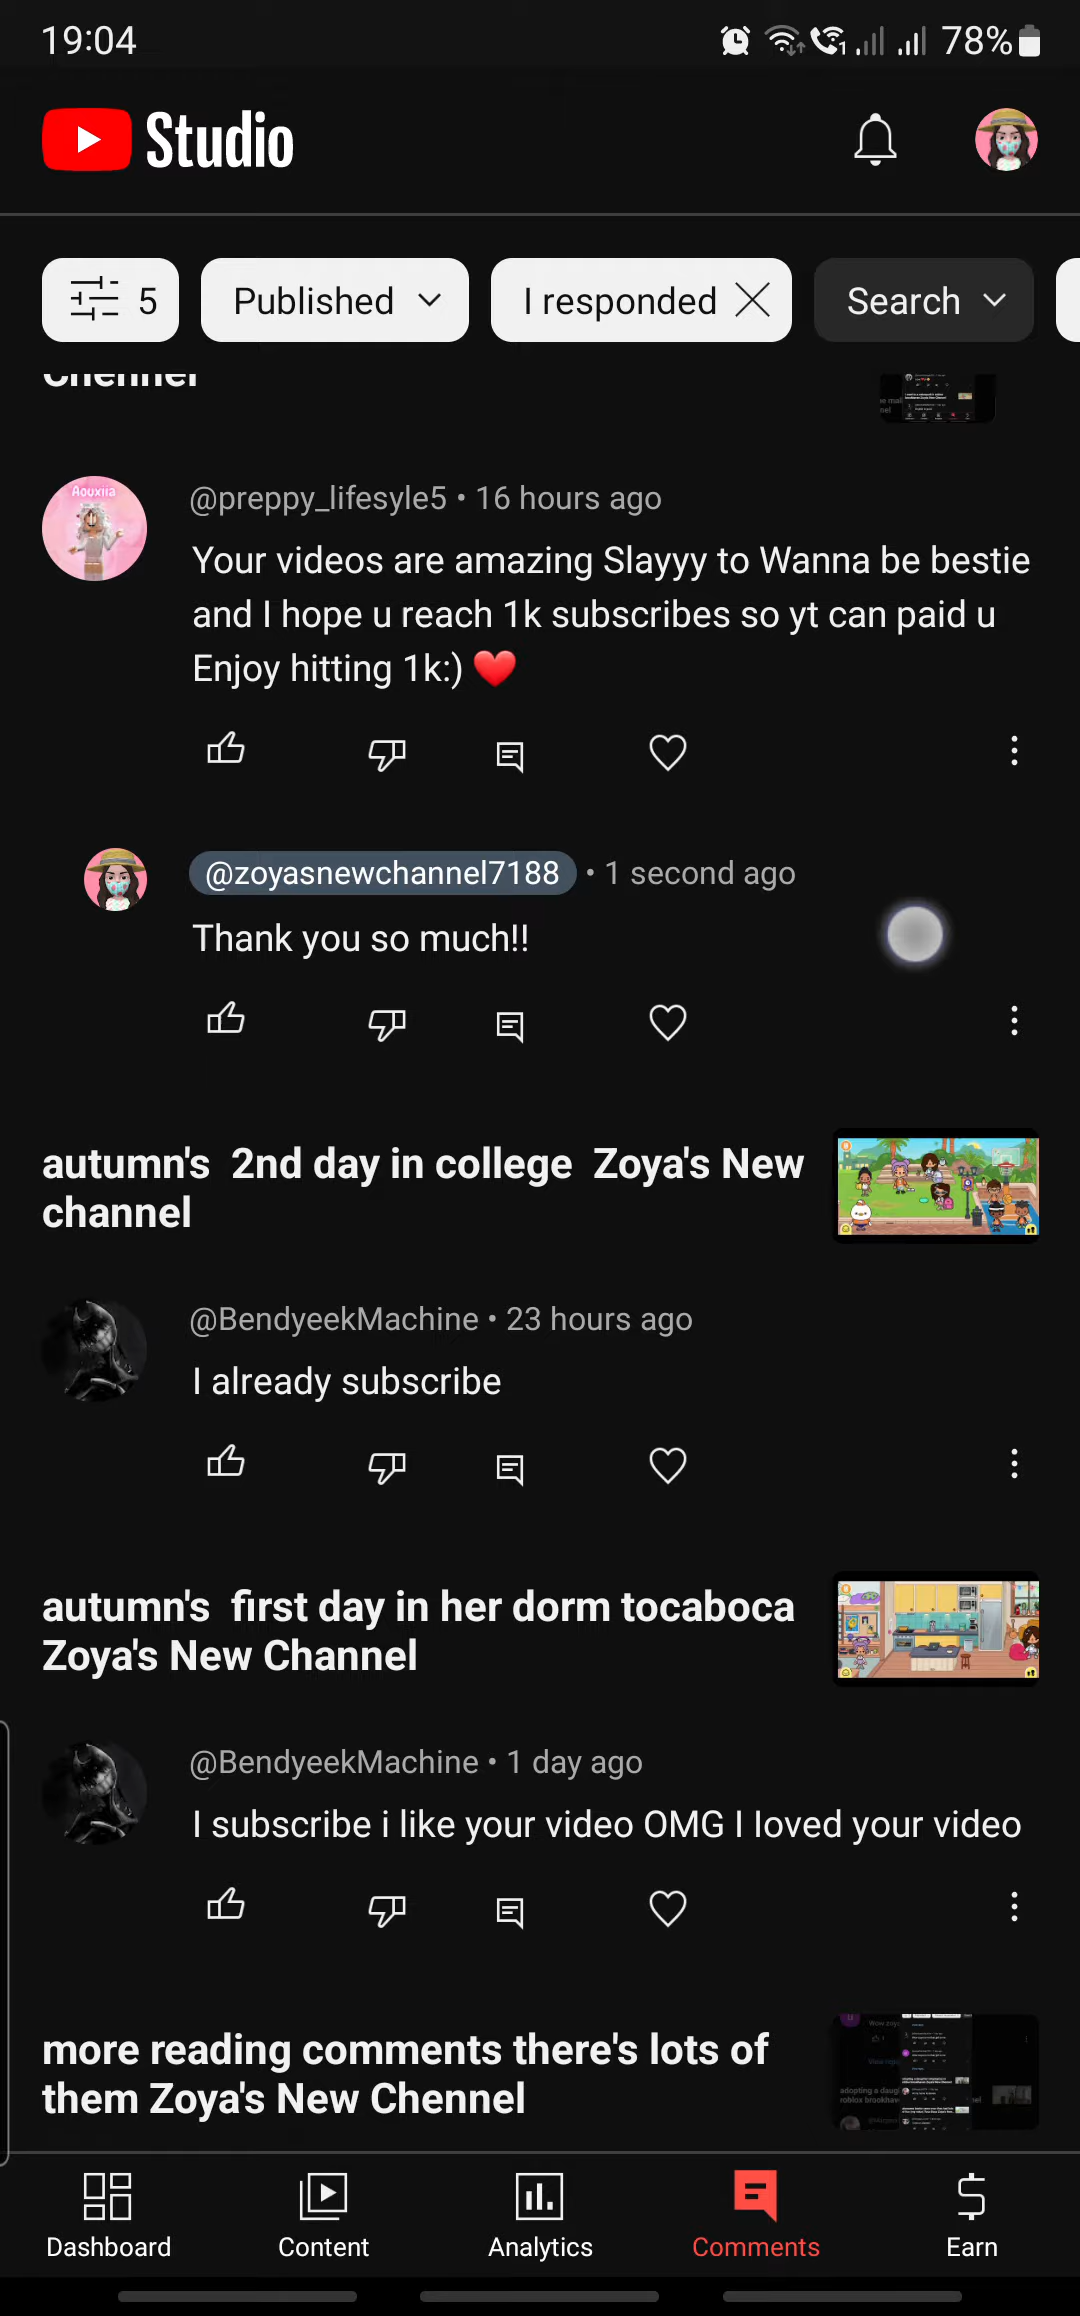 19:04
78%
Studio
5
Published
I responded
Search
Chennel
Aouxiia
@preppy_lifesyle5 • 16 hours ago
Your videos are amazing Slayyy to Wanna be bestie
and I hope u reach 1k subscribes so yt can paid u
Enjoy hitting 1k:) ❤️
@zoyasnewchannel7188 • 1 second ago
Thank you so much!!
autumn's  2nd day in college  Zoya's New
channel
@BendyeekMachine • 23 hours ago
I already subscribe
autumn's  first day in her dorm tocaboca
Zoya's New Channel
@BendyeekMachine • 1 day ago
I subscribe i like your video OMG I loved your video
more reading comments there's lots of
them Zoya's New Chennel
Dashboard
Content
Analytics
Comments
Earn